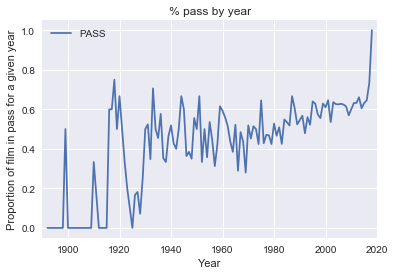 % pass by year
PASS
Proportion of film in pass for a given year
1.0
0.8
0.6
0.4
0.2
0.0
1900 1920 1940 1960 1980 2000 2020
Year